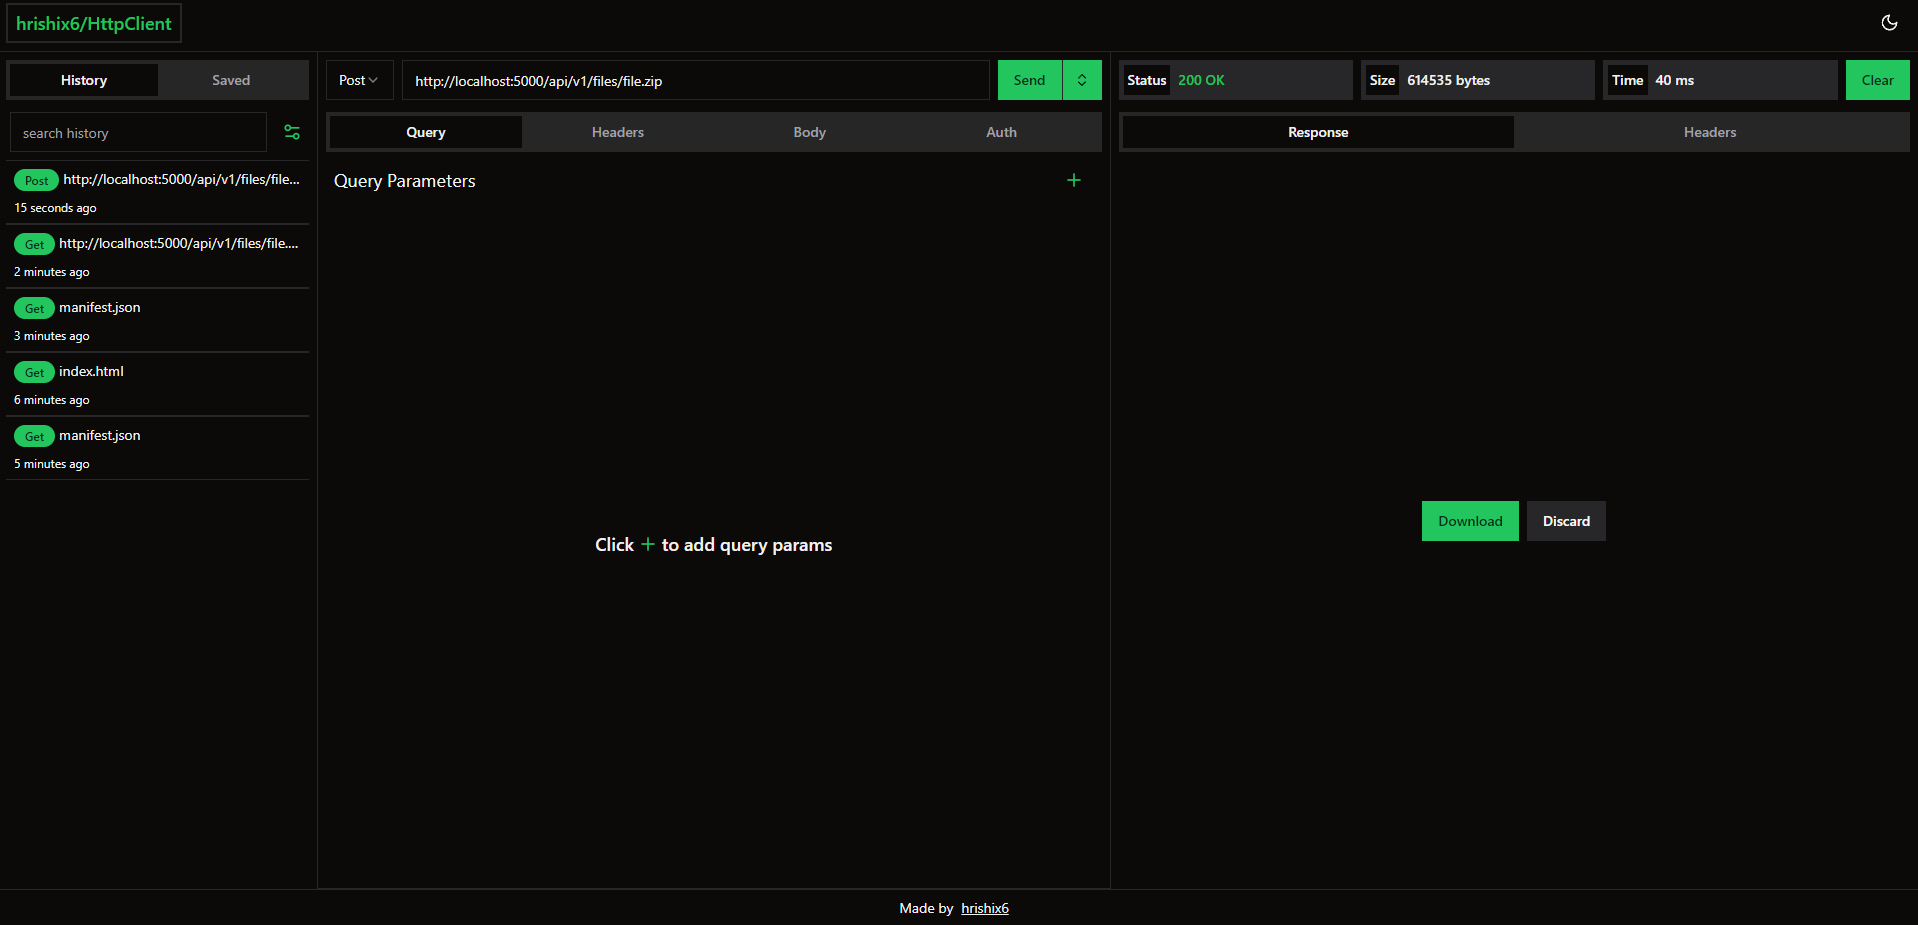 hrishix6/HttpClient
History Saved
search history
Post http://localhost:5000/api/v1/files/file...
15 seconds ago
Get http://localhost:5000/api/v1/files/file....
2 minutes ago
Get manifest.json
3 minutes ago
Get index.html
6 minutes ago
Get manifest.json
5 minutes ago
Post http://localhost:5000/api/v1/files/file.zip Send
Query Headers Body Auth
Query Parameters +
Click + to add query params
Status 200 OK Size 614535 bytes Time 40 ms Clear
Response Headers
Download Discard
Made by hrishix6